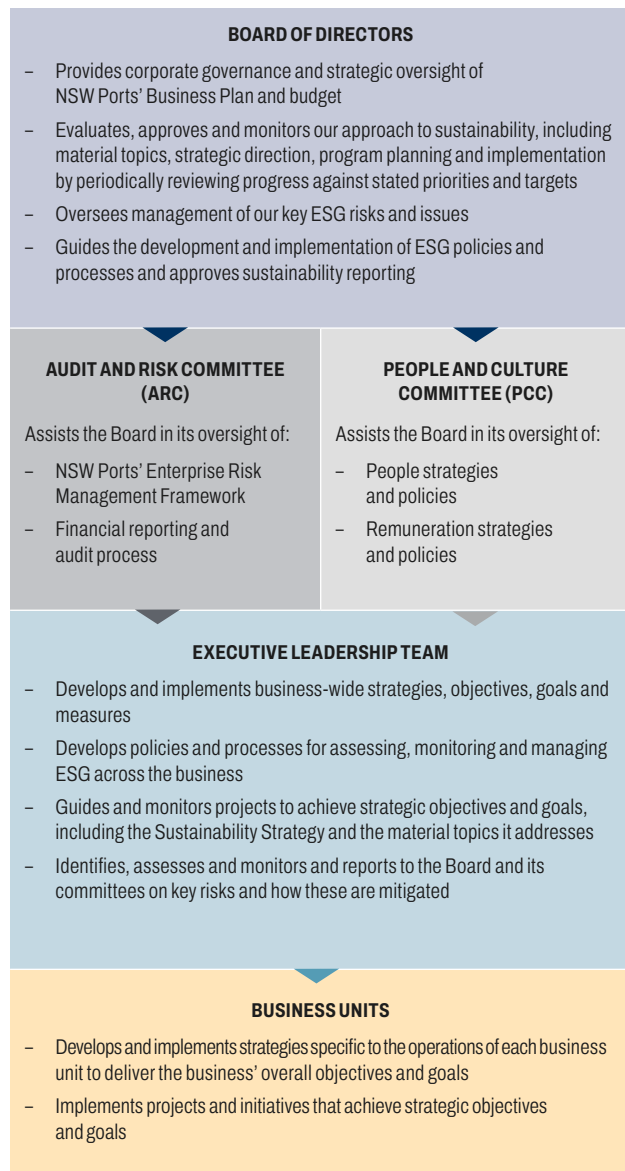 BOARD OF DIRECTORS
– Provides corporate governance and strategic oversight of
NSW Ports’ Business Plan and budget
– Evaluates, approves and monitors our approach to sustainability, including
material topics, strategic direction, program planning and implementation
by periodically reviewing progress against stated priorities and targets
– Oversees management of our key ESG risks and issues
– Guides the development and implementation of ESG policies and
processes and approves sustainability reporting
AUDIT AND RISK COMMITTEE
(ARC)
Assists the Board in its oversight of:
– NSW Ports’ Enterprise Risk
Management Framework
– Financial reporting and
audit process
PEOPLE AND CULTURE
COMMITTEE (PCC)
Assists the Board in its oversight of:
– People strategies
and policies
– Remuneration strategies
and policies
EXECUTIVE LEADERSHIP TEAM
– Develops and implements business-wide strategies, objectives, goals and
measures
– Develops policies and processes for assessing, monitoring and managing
ESG across the business
– Guides and monitors projects to achieve strategic objectives and goals,
including the Sustainability Strategy and the material topics it addresses
– Identifies, assesses and monitors and reports to the Board and its
committees on key risks and how these are mitigated
BUSINESS UNITS
– Develops and implements strategies specific to the operations of each business
unit to deliver the business’ overall objectives and goals
– Implements projects and initiatives that achieve strategic objectives
and goals